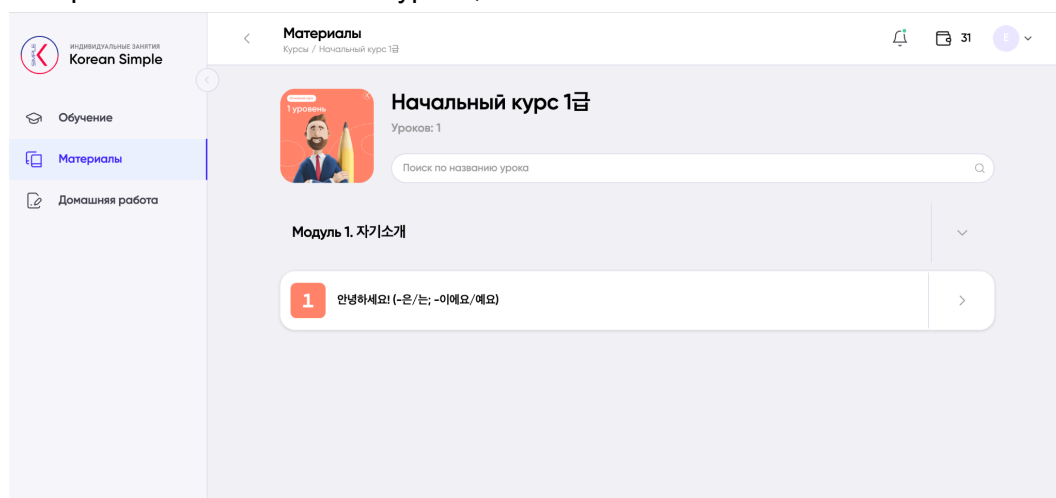 ИНДИВИДУАЛЬНЫЕ ЗАНЯТИЯ
Korean Simple
Обучение
Материалы
Домашняя работа
Материалы
Курсы / Начальный курс 1급
31
E
1 уровень
Начальный курс 1급
Уроков: 1
Поиск по названию урока
Модуль 1. 자기소개
1
안녕하세요! (-은/는; -이에요/예요)